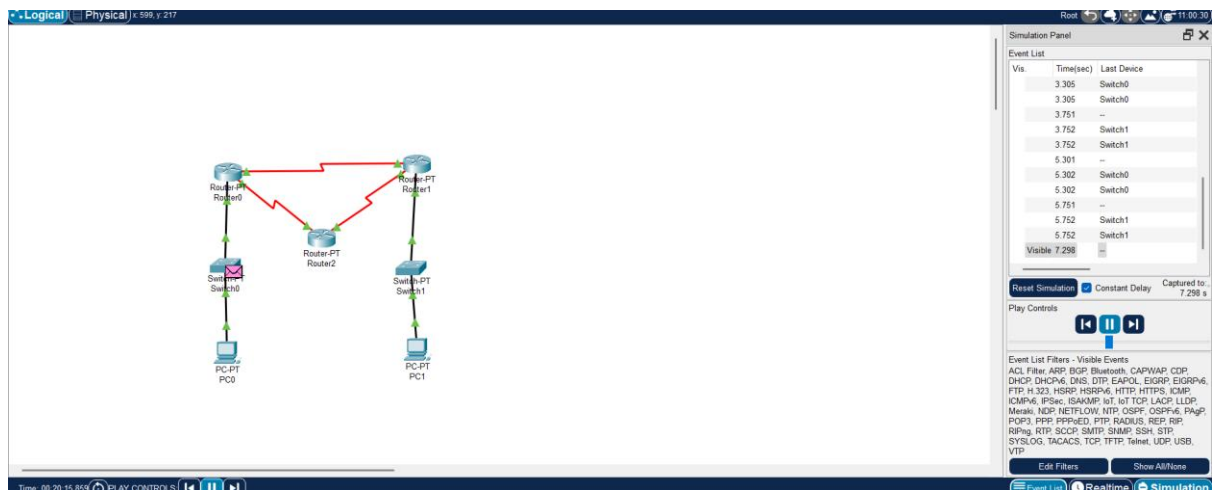 Logical Physical x: 599, y: 217 Root 11:00:30
Simulation Panel
Event List
Vis. Time(sec) Last Device
3.305 Switch0
3.305 Switch0
3.751 --
3.752 Switch1
3.752 Switch1
5.301 --
5.302 Switch0
5.302 Switch0
5.751 --
5.752 Switch1
5.752 Switch1
Visible 7.298 --
Reset Simulation Constant Delay Captured to:
7.298 s
Play Controls
Event List Filters - Visible Events
ACL Filter, ARP, BGP, Bluetooth, CAPWAP, CDP,
DHCP, DHCPv6, DNS, DTP, EAPOL, EIGRP, EIGRPv6,
FTP, H.323, HSRP, HSRPv6, HTTP, HTTPS, ICMP,
ICMPv6, IPSec, ISAKMP, IoT, IoT TCP, LACP, LLDP,
Meraki, NDP, NETFLOW, NTP, OSPF, OSPFv6, PAgP,
POP3, PPP, PPPoED, PTP, RADIUS, REP, RIP,
RIPng, RTP, SCCP, SMTP, SNMP, SSH, STP,
SYSLOG, TACACS, TCP, TFTP, Telnet, UDP, USB,
VTP
Edit Filters Show All/None
Router-PT
Router0
Router-PT
Router1
Router-PT
Router2
Switch-PT
Switch0
Switch-PT
Switch1
PC-PT
PC0
PC-PT
PC1
Time: 00:20:15.859 PLAY CONTROLS Event List Realtime Simulation